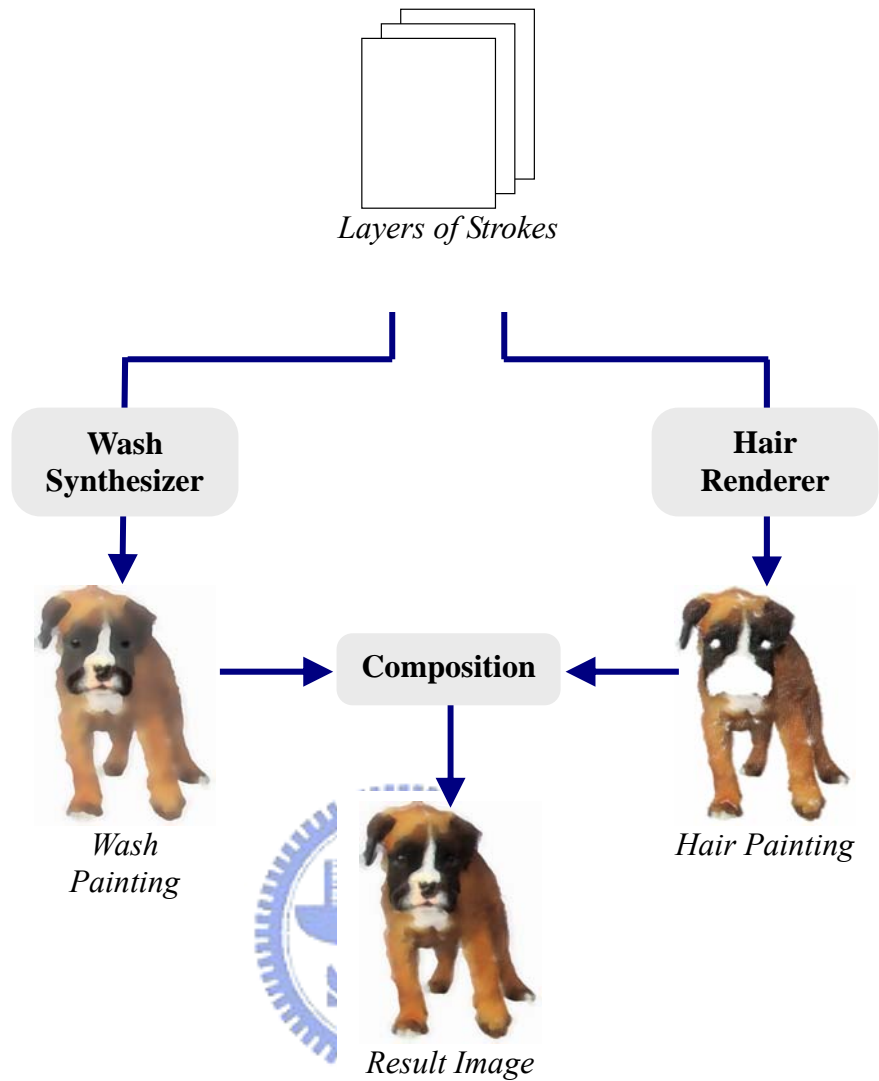 Layers of Strokes
Wash
Synthesizer
Hair
Renderer
Composition
Wash
Painting
Hair Painting
Result Image